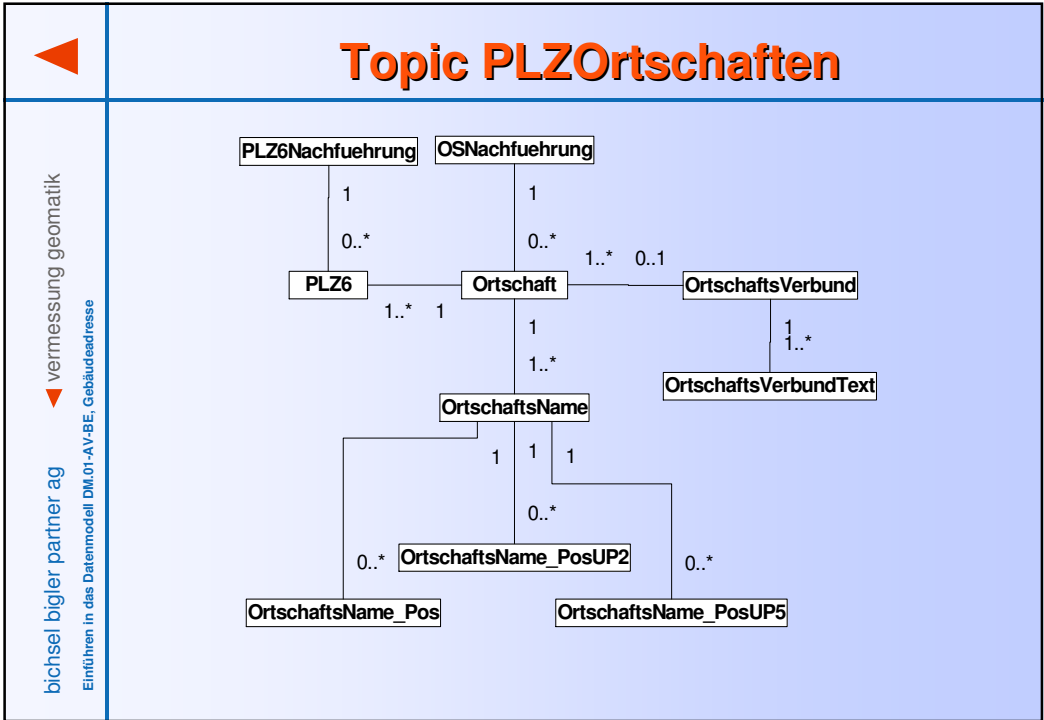 Topic PLZOrtschaften
bichsel bigler partner ag vermessung geomatik
Einführen in das Datenmodell DM.01-AV-BE, Gebäudeadresse
PLZ6Nachfuehrung OSNachfuehrung
1 1
0..* 0..*
1..* 0..1
PLZ6 Ortschaft OrtschaftsVerbund
1..* 1
1 1
1..*
1..*
OrtschaftsVerbundText
OrtschaftsName
1 1 1
0..*
0..* OrtschaftsName_PosUP2 0..*
OrtschaftsName_Pos OrtschaftsName_PosUP5